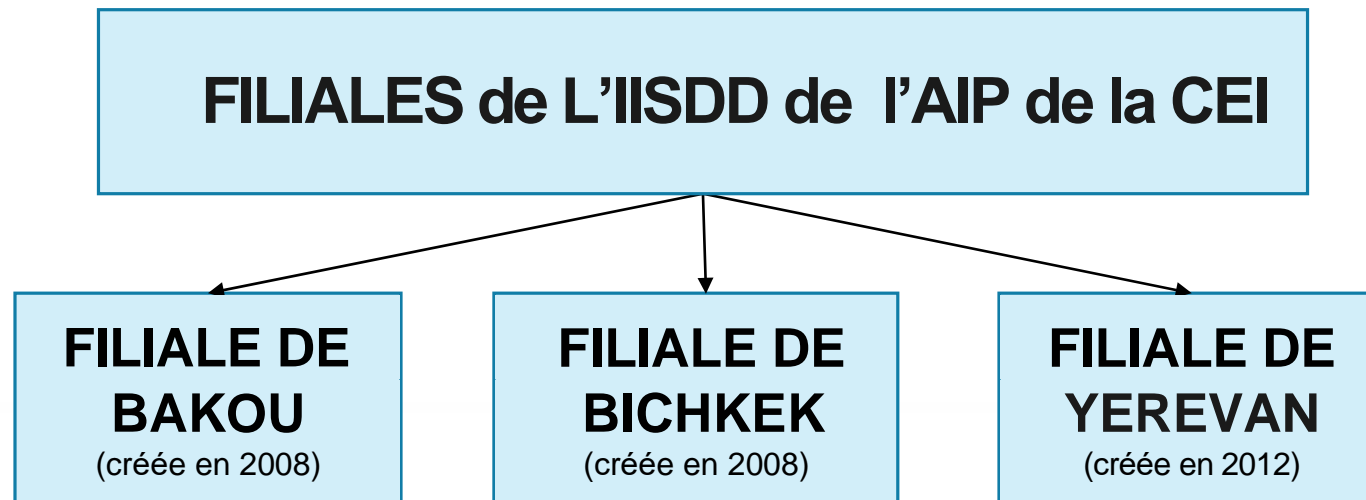 FILIALES de L’IISDD de l’AIP de la CEI
FILIALE DE
BAKOU
(créée en 2008)
FILIALE DE
BICHKEK
(créée en 2008)
FILIALE DE
YEREVAN
(créée en 2012)